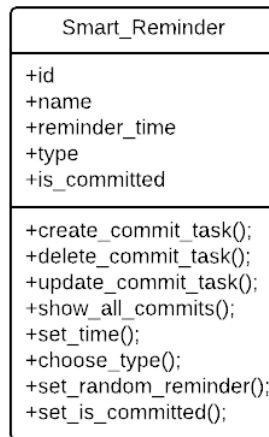 Smart_Reminder
+id
+name
+reminder_time
+type
+is_committed
+create_commit_task();
+delete_commit_task();
+update_commit_task();
+show_all_commits();
+set_time();
+choose_type();
+set_random_reminder();
+set_is_committed();